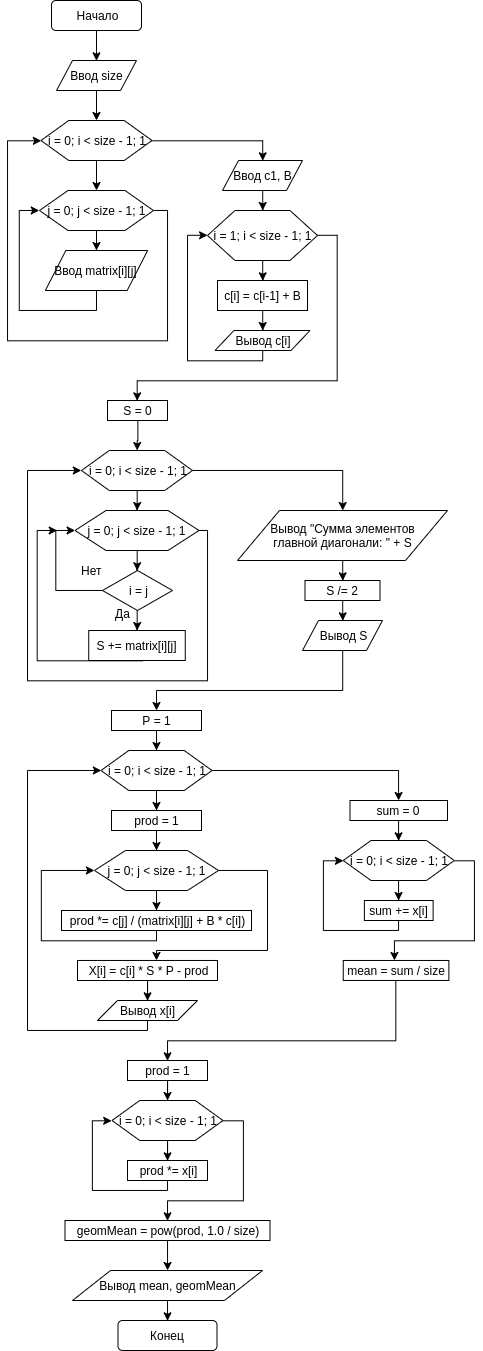 Начало
Ввод size
i = 0; i < size - 1; 1
j = 0; j < size - 1; 1
Ввод matrix[i][j]
Ввод c1, B
i = 1; i < size - 1; 1
c[i] = c[i-1] + B
Вывод c[i]
S = 0
i = 0; i < size - 1; 1
j = 0; j < size - 1; 1
Нет
i = j
Да
S += matrix[i][j]
Вывод "Сумма элементов
главной диагонали: " + S
S /= 2
Вывод S
P = 1
i = 0; i < size - 1; 1
prod = 1
j = 0; j < size - 1; 1
prod *= c[j] / (matrix[i][j] + B * c[i])
X[i] = c[i] * S * P - prod
Вывод x[i]
sum = 0
i = 0; i < size - 1; 1
sum += x[i]
mean = sum / size
prod = 1
i = 0; i < size - 1; 1
prod *= x[i]
geomMean = pow(prod, 1.0 / size)
Вывод mean, geomMean
Конец